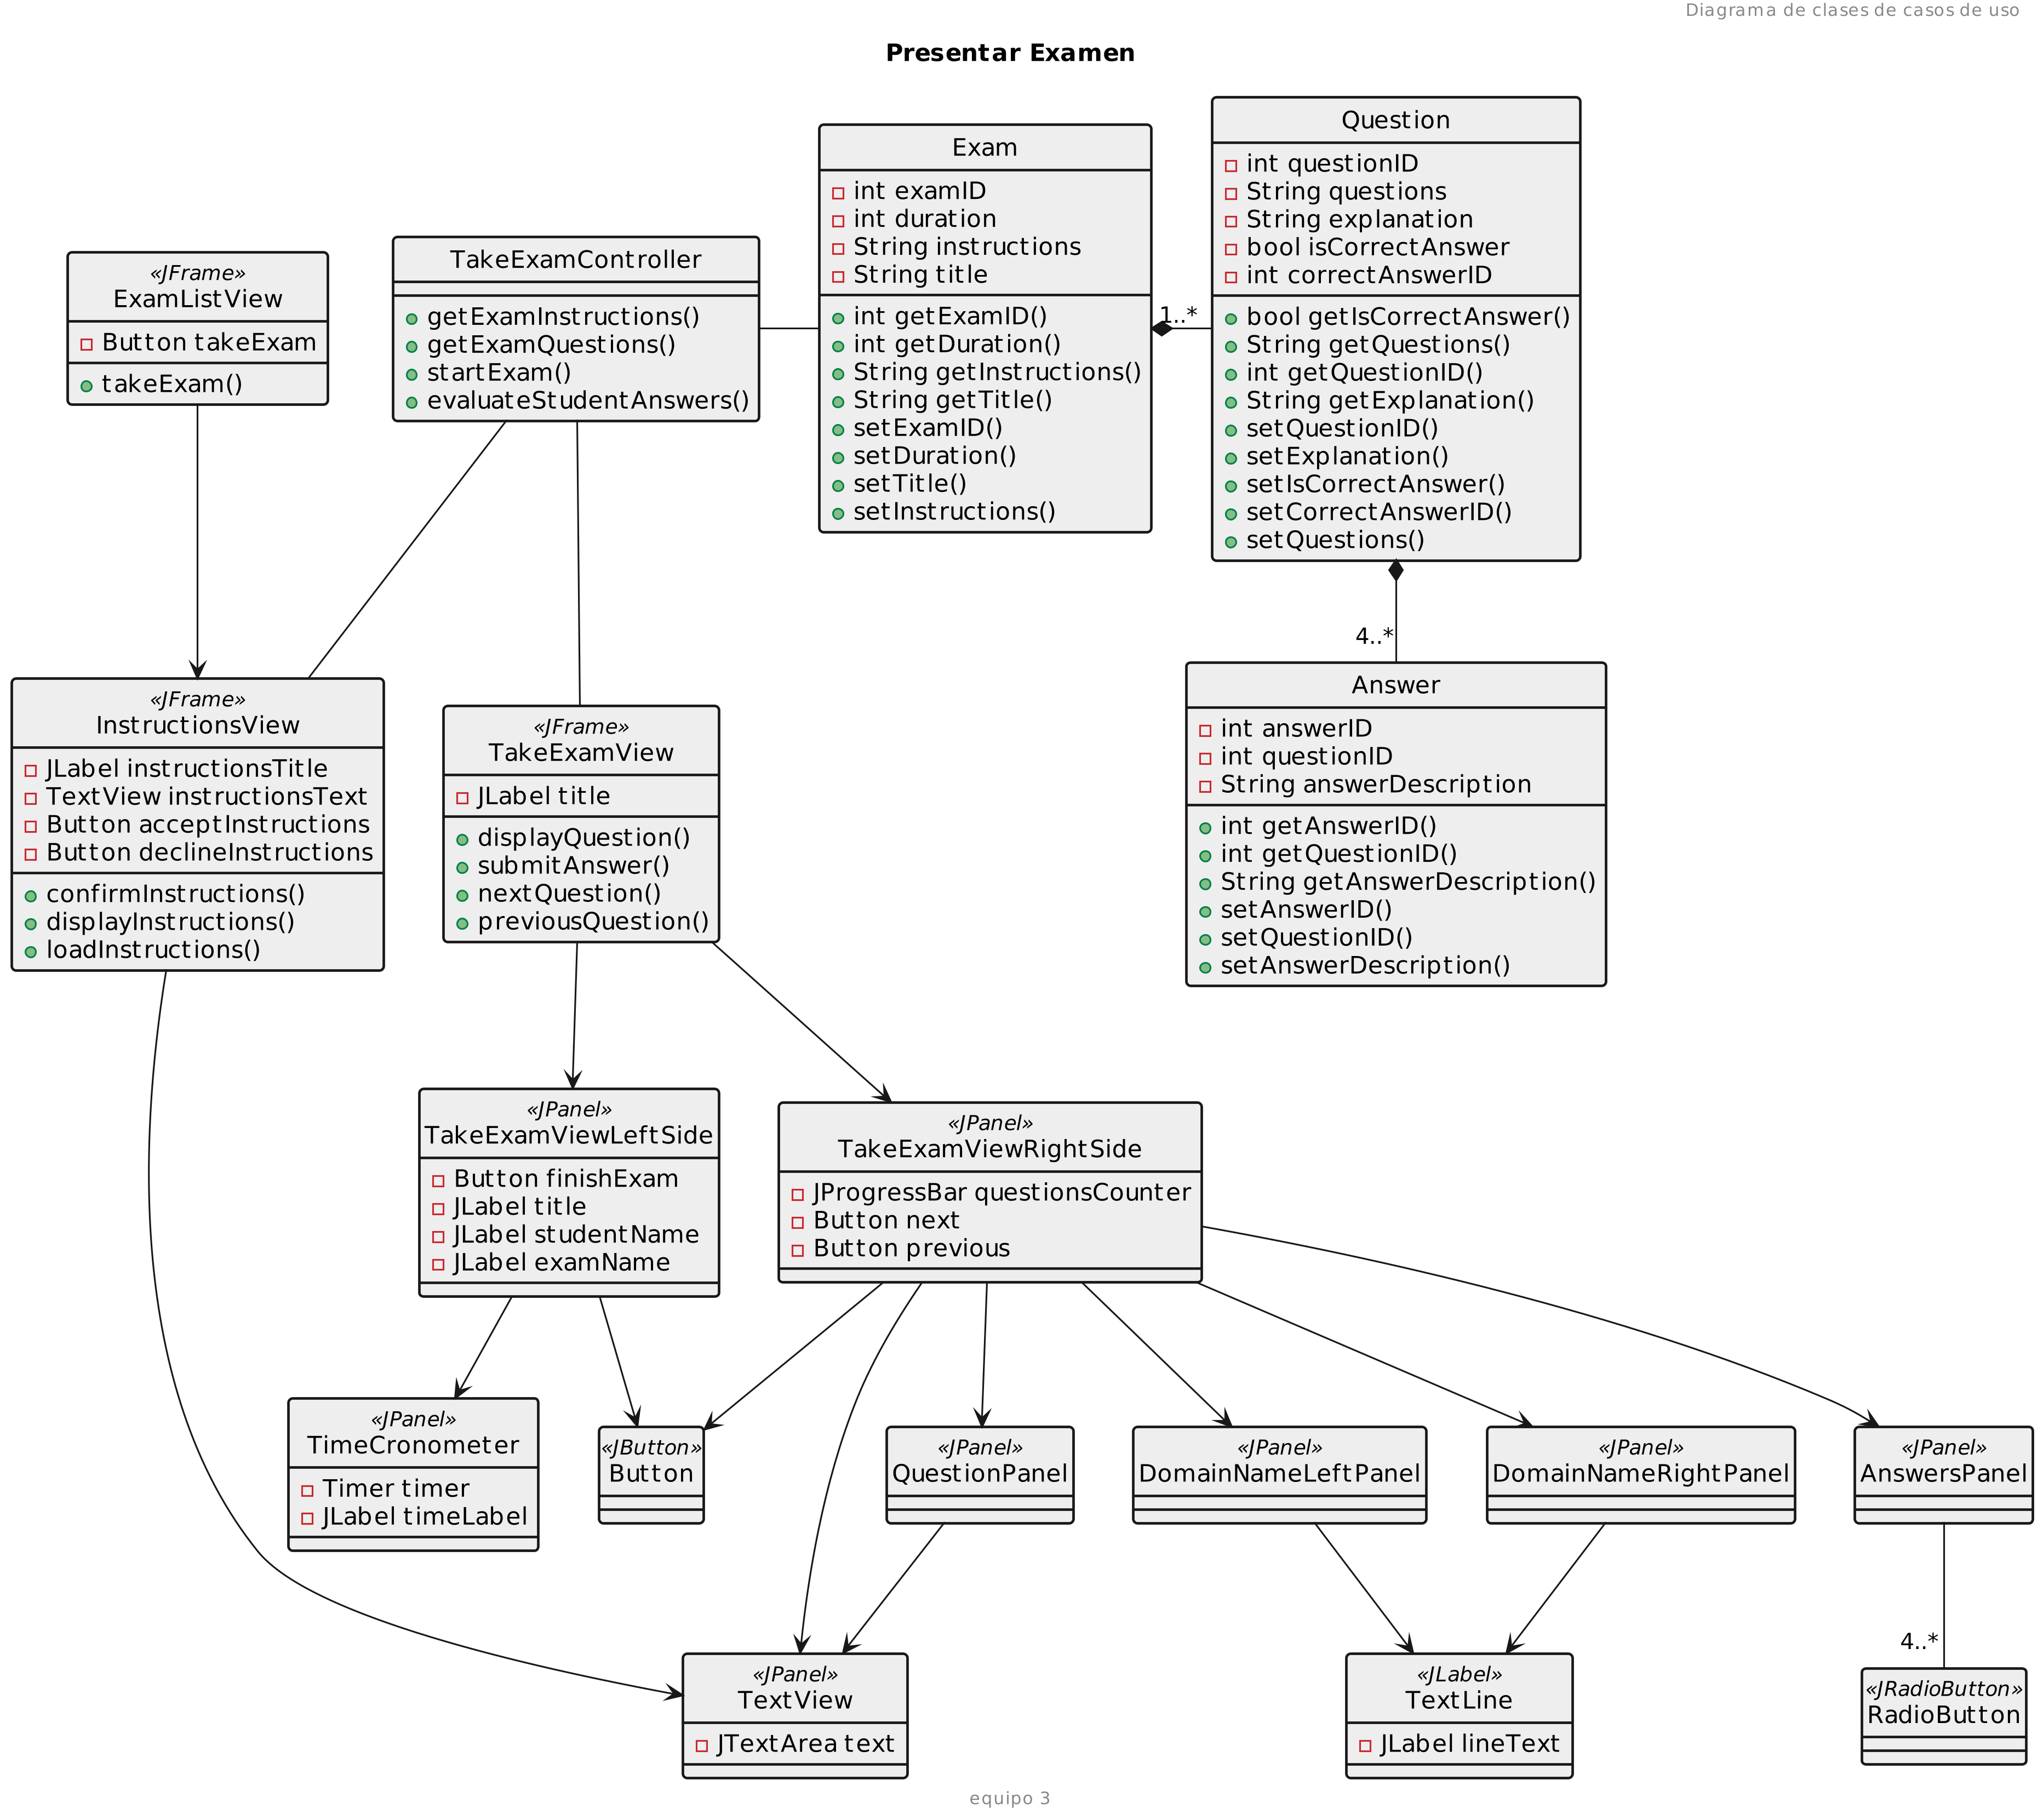 Diagrama de clases de casos de uso
Presentar Examen
Question
int questionID
String questions
String explanation
bool isCorrectAnswer
int correctAnswerID
bool getIsCorrectAnswer()
String getQuestions()
int getQuestionID()
String getExplanation()
setQuestionID()
setExplanation()
setIsCorrectAnswer()
setCorrectAnswerID()
setQuestions()
Exam
int examID
int duration
String instructions
String title
int getExamID()
int getDuration()
String getInstructions()
String getTitle()
setExamID()
setDuration()
setTitle()
setInstructions()
1..*
TakeExamController
getExamInstructions()
getExamQuestions()
startExam()
evaluateStudentAnswers()
«JFrame»
ExamListView
Button takeExam
takeExam()
4..*
Answer
int answerID
int questionID
String answerDescription
int getAnswerID()
int getQuestionID()
String getAnswerDescription()
setAnswerID()
setQuestionID()
setAnswerDescription()
«JFrame»
InstructionsView
JLabel instructionsTitle
TextView instructionsText
Button acceptInstructions
Button declineInstructions
confirmInstructions()
displayInstructions()
loadInstructions()
«JFrame»
TakeExamView
JLabel title
displayQuestion()
submitAnswer()
nextQuestion()
previousQuestion()
«JPanel»
TakeExamViewLeftSide
Button finishExam
JLabel title
JLabel studentName
JLabel examName
«JPanel»
TakeExamViewRightSide
JProgressBar questionsCounter
Button next
Button previous
«JPanel»
TimeCronometer
Timer timer
JLabel timeLabel
«JButton»
Button
«JPanel»
QuestionPanel
«JPanel»
DomainNameLeftPanel
«JPanel»
DomainNameRightPanel
«JPanel»
AnswersPanel
4..*
«JPanel»
TextView
JTextArea text
«JLabel»
TextLine
JLabel lineText
«JRadioButton»
RadioButton
equipo 3